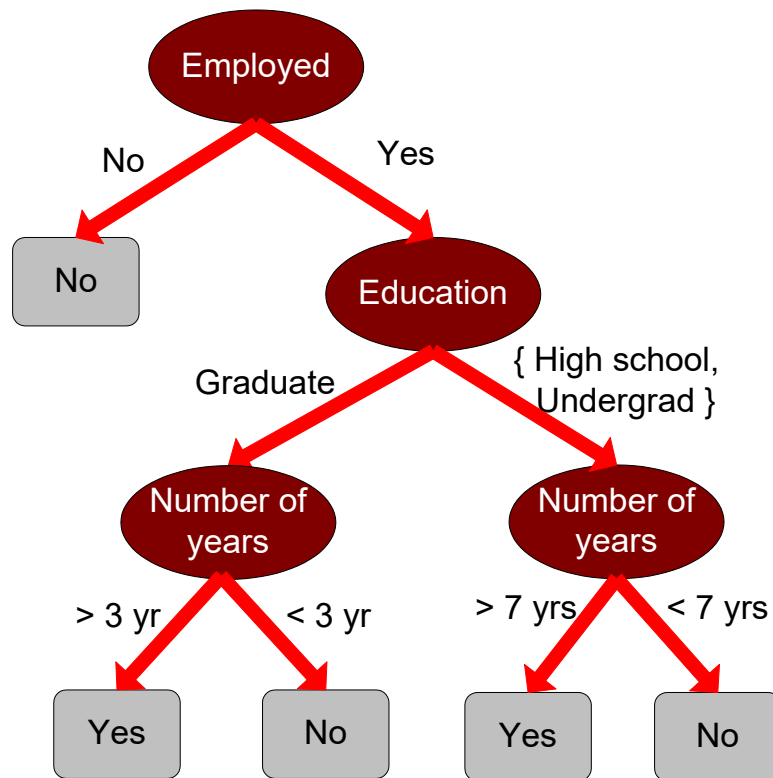 Employed
No
Yes
No
Education
Graduate
{ High school,
Undergrad }
Number of
years
Number of
years
> 3 yr
< 3 yr
> 7 yrs
< 7 yrs
Yes
No
Yes
No